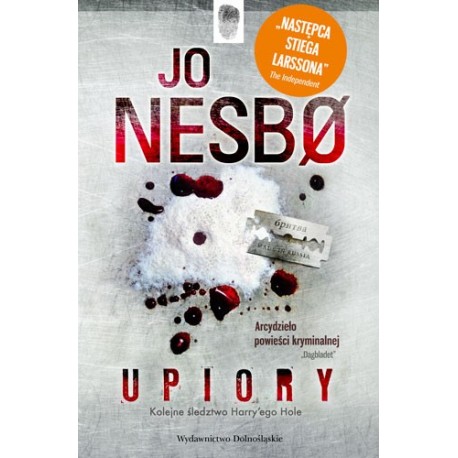 „NASTĘPCA
STIEGA
LARSSONA”
The Independent
JO
NESBØ
бритва
Arcydzieło
powieści kryminalnej
„Dagbladet”
UPIORY
Kolejne śledztwo Harry’ego Hole
Wydawnictwo Dolnośląskie